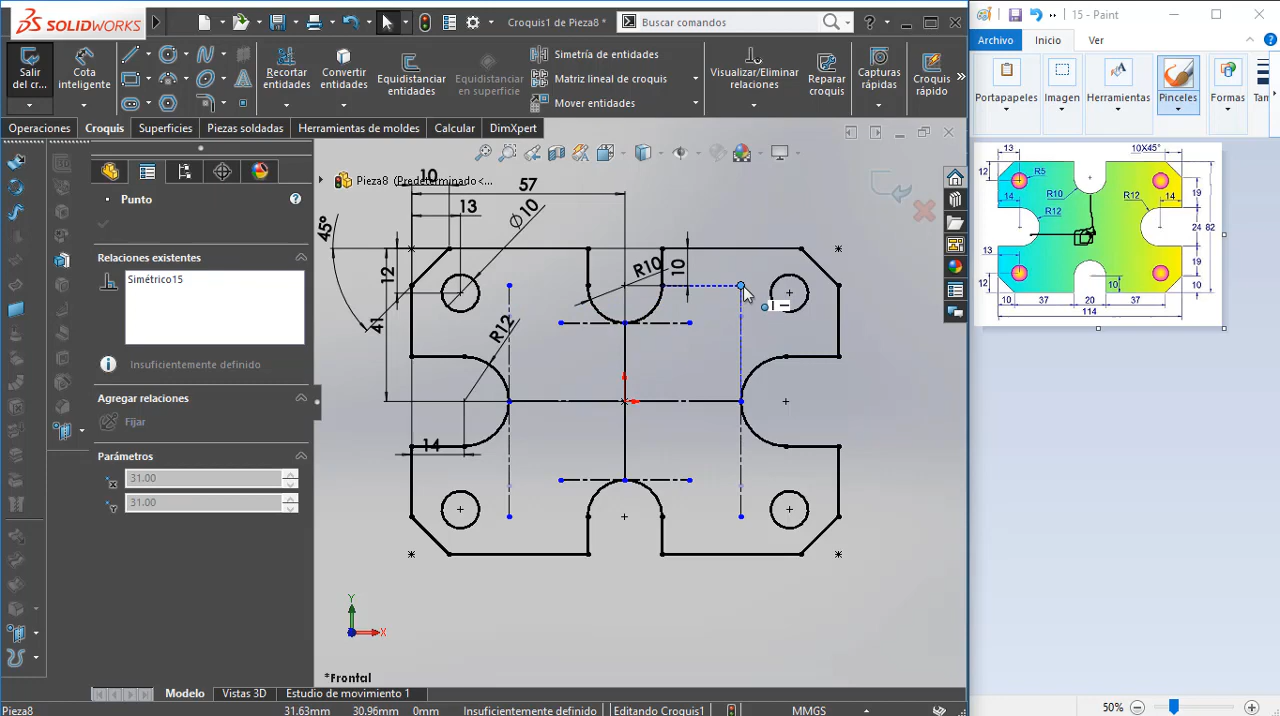 SOLIDWORKS
Croquis1 de Pieza8 *
Buscar comandos
15 - Paint
Archivo
Inicio
Ver
Salir del cr...
Cota inteligente
Recortar entidades
Convertir entidades
Equidistanciar entidades
Equidistanciar en superficie
Simetría de entidades
Matriz lineal de croquis
Mover entidades
Visualizar/Eliminar relaciones
Reparar croquis
Capturas rápidas
Croquis rápido
Portapapeles
Imagen
Herramientas
Pinceles
Formas
Operaciones
Croquis
Superficies
Piezas soldadas
Herramientas de moldes
Calcular
DimXpert
Punto
Relaciones existentes
Simétrico15
Insuficientemente definido
Agregar relaciones
Fijar
Parámetros
31.00
31.00
Pieza8 (Predeterminado<...
10
57
13
Ø10
45°
12
41
R10
10
R12
14
Y
X
*Frontal
13
10X45°
12
R5
14
R10
R12
R12
14
19
24
82
19
13
12
10
10
10
37
20
37
114
Modelo
Vistas 3D
Estudio de movimiento 1
Pieza8
31.63mm
30.96mm
0mm
Insuficientemente definido
Editando Croquis1
MMGS
50%